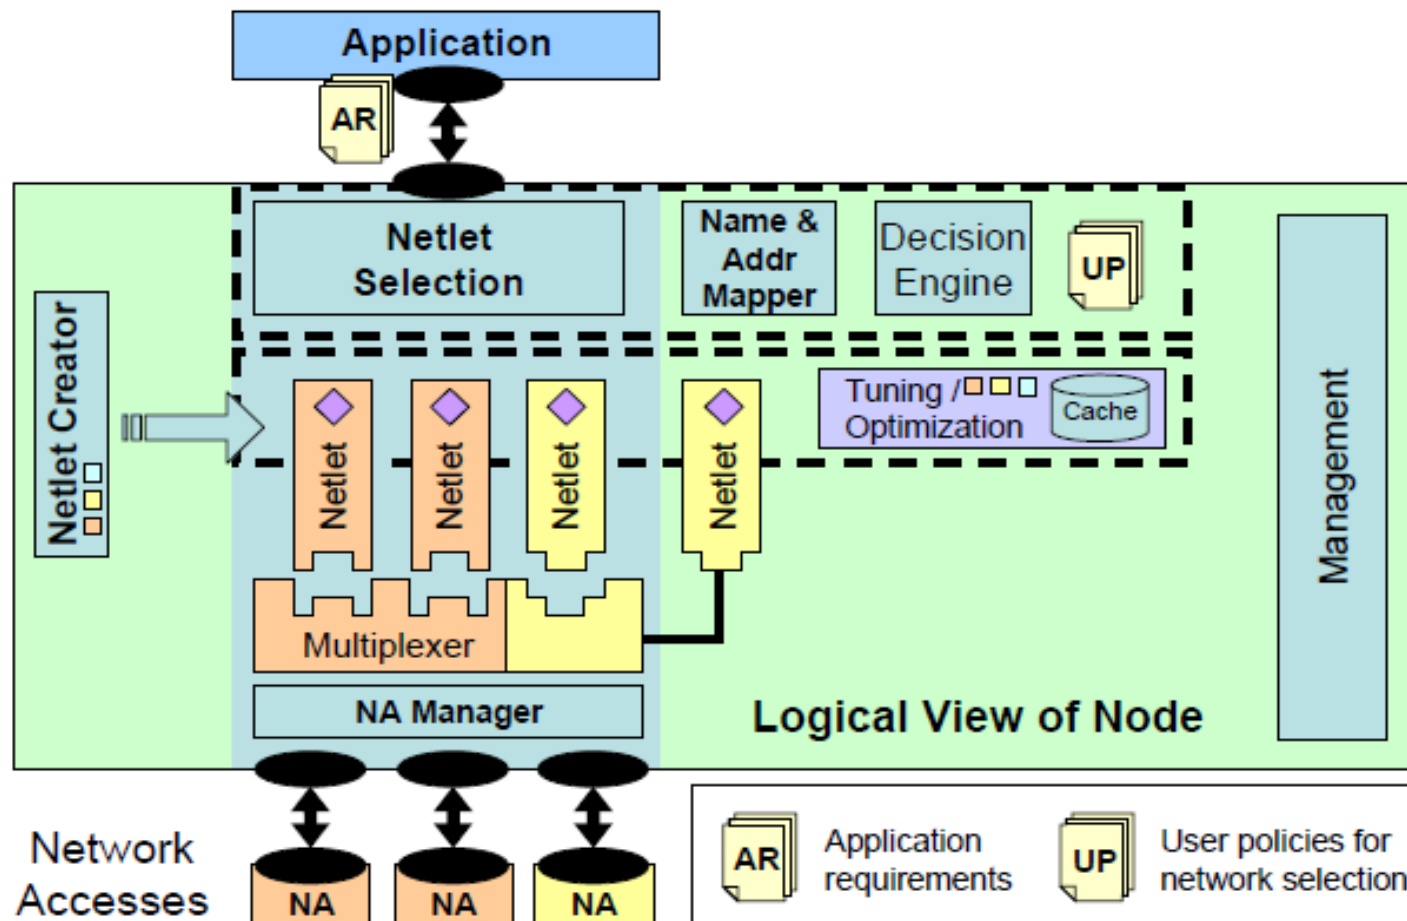 Application
AR
Netlet
Selection
Name &
Addr
Mapper
Decision
Engine
UP
Netlet Creator
Netlet
Netlet
Netlet
Netlet
Tuning /
Optimization
Cache
Management
Multiplexer
NA Manager
Logical View of Node
Network
Accesses
NA
NA
NA
AR
Application
requirements
UP
User policies for
network selection